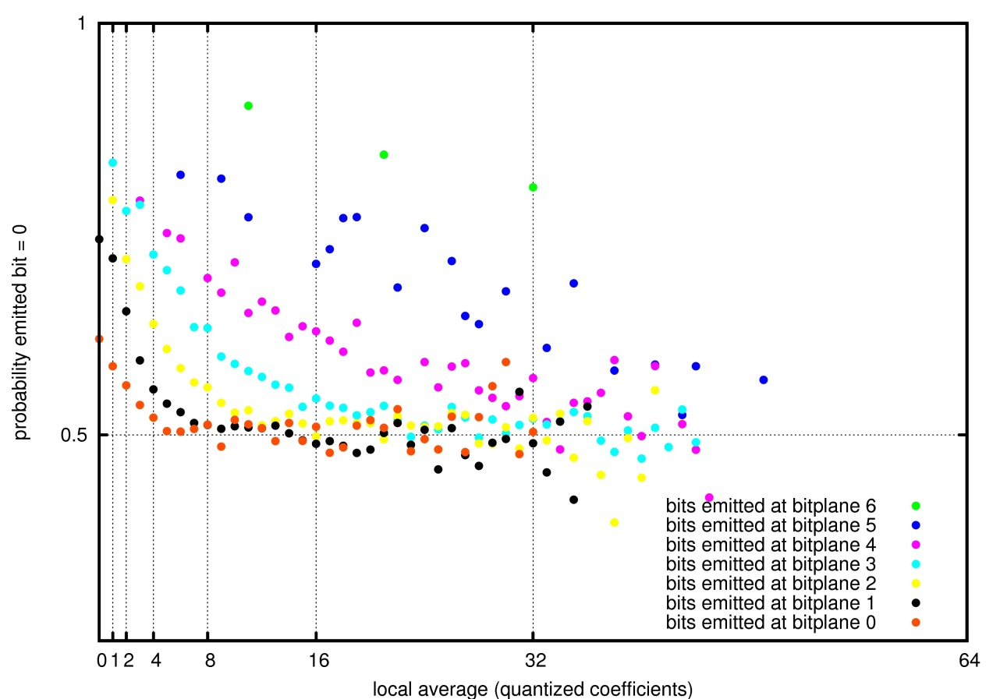 1
probability emitted bit = 0
0.5
bits emitted at bitplane 6
bits emitted at bitplane 5
bits emitted at bitplane 4
bits emitted at bitplane 3
bits emitted at bitplane 2
bits emitted at bitplane 1
bits emitted at bitplane 0
0 1 2 4 8 16 32 64
local average (quantized coefficients)